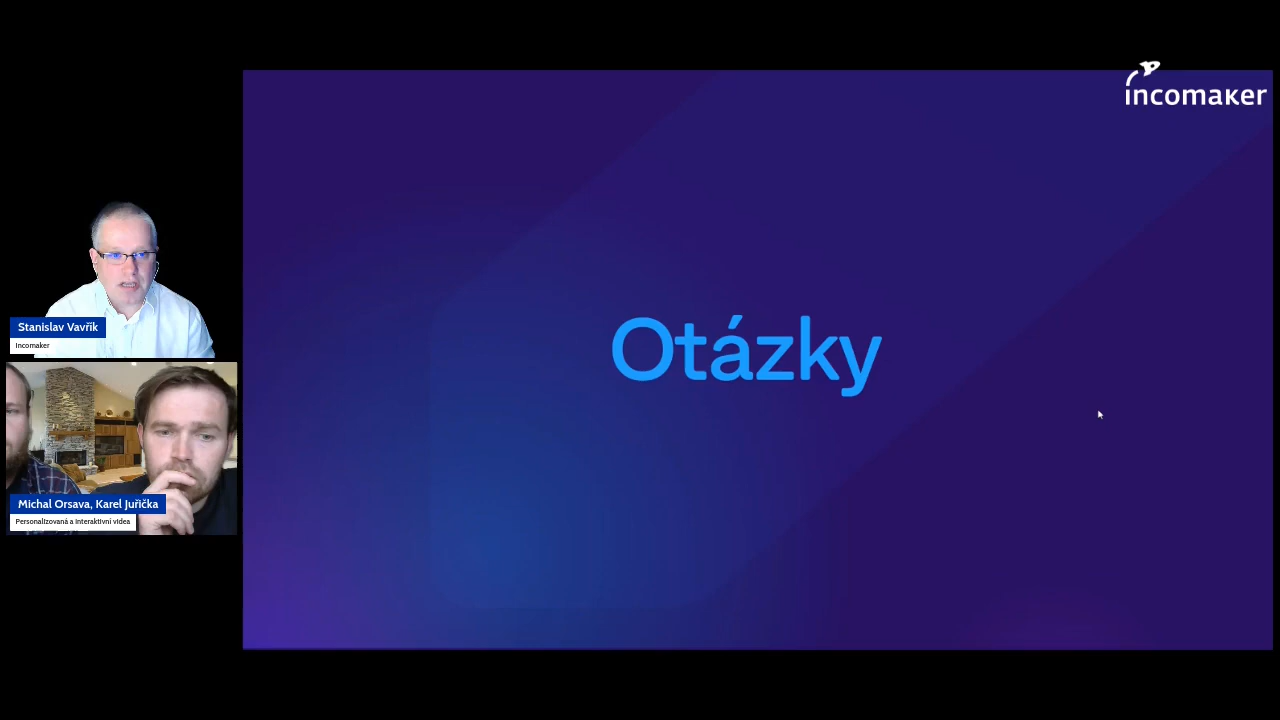 incomaker
Otázky
Stanislav Vavřík
Incomaker
Michal Orsava, Karel Juřička
Personalizovaná a interaktivní videa